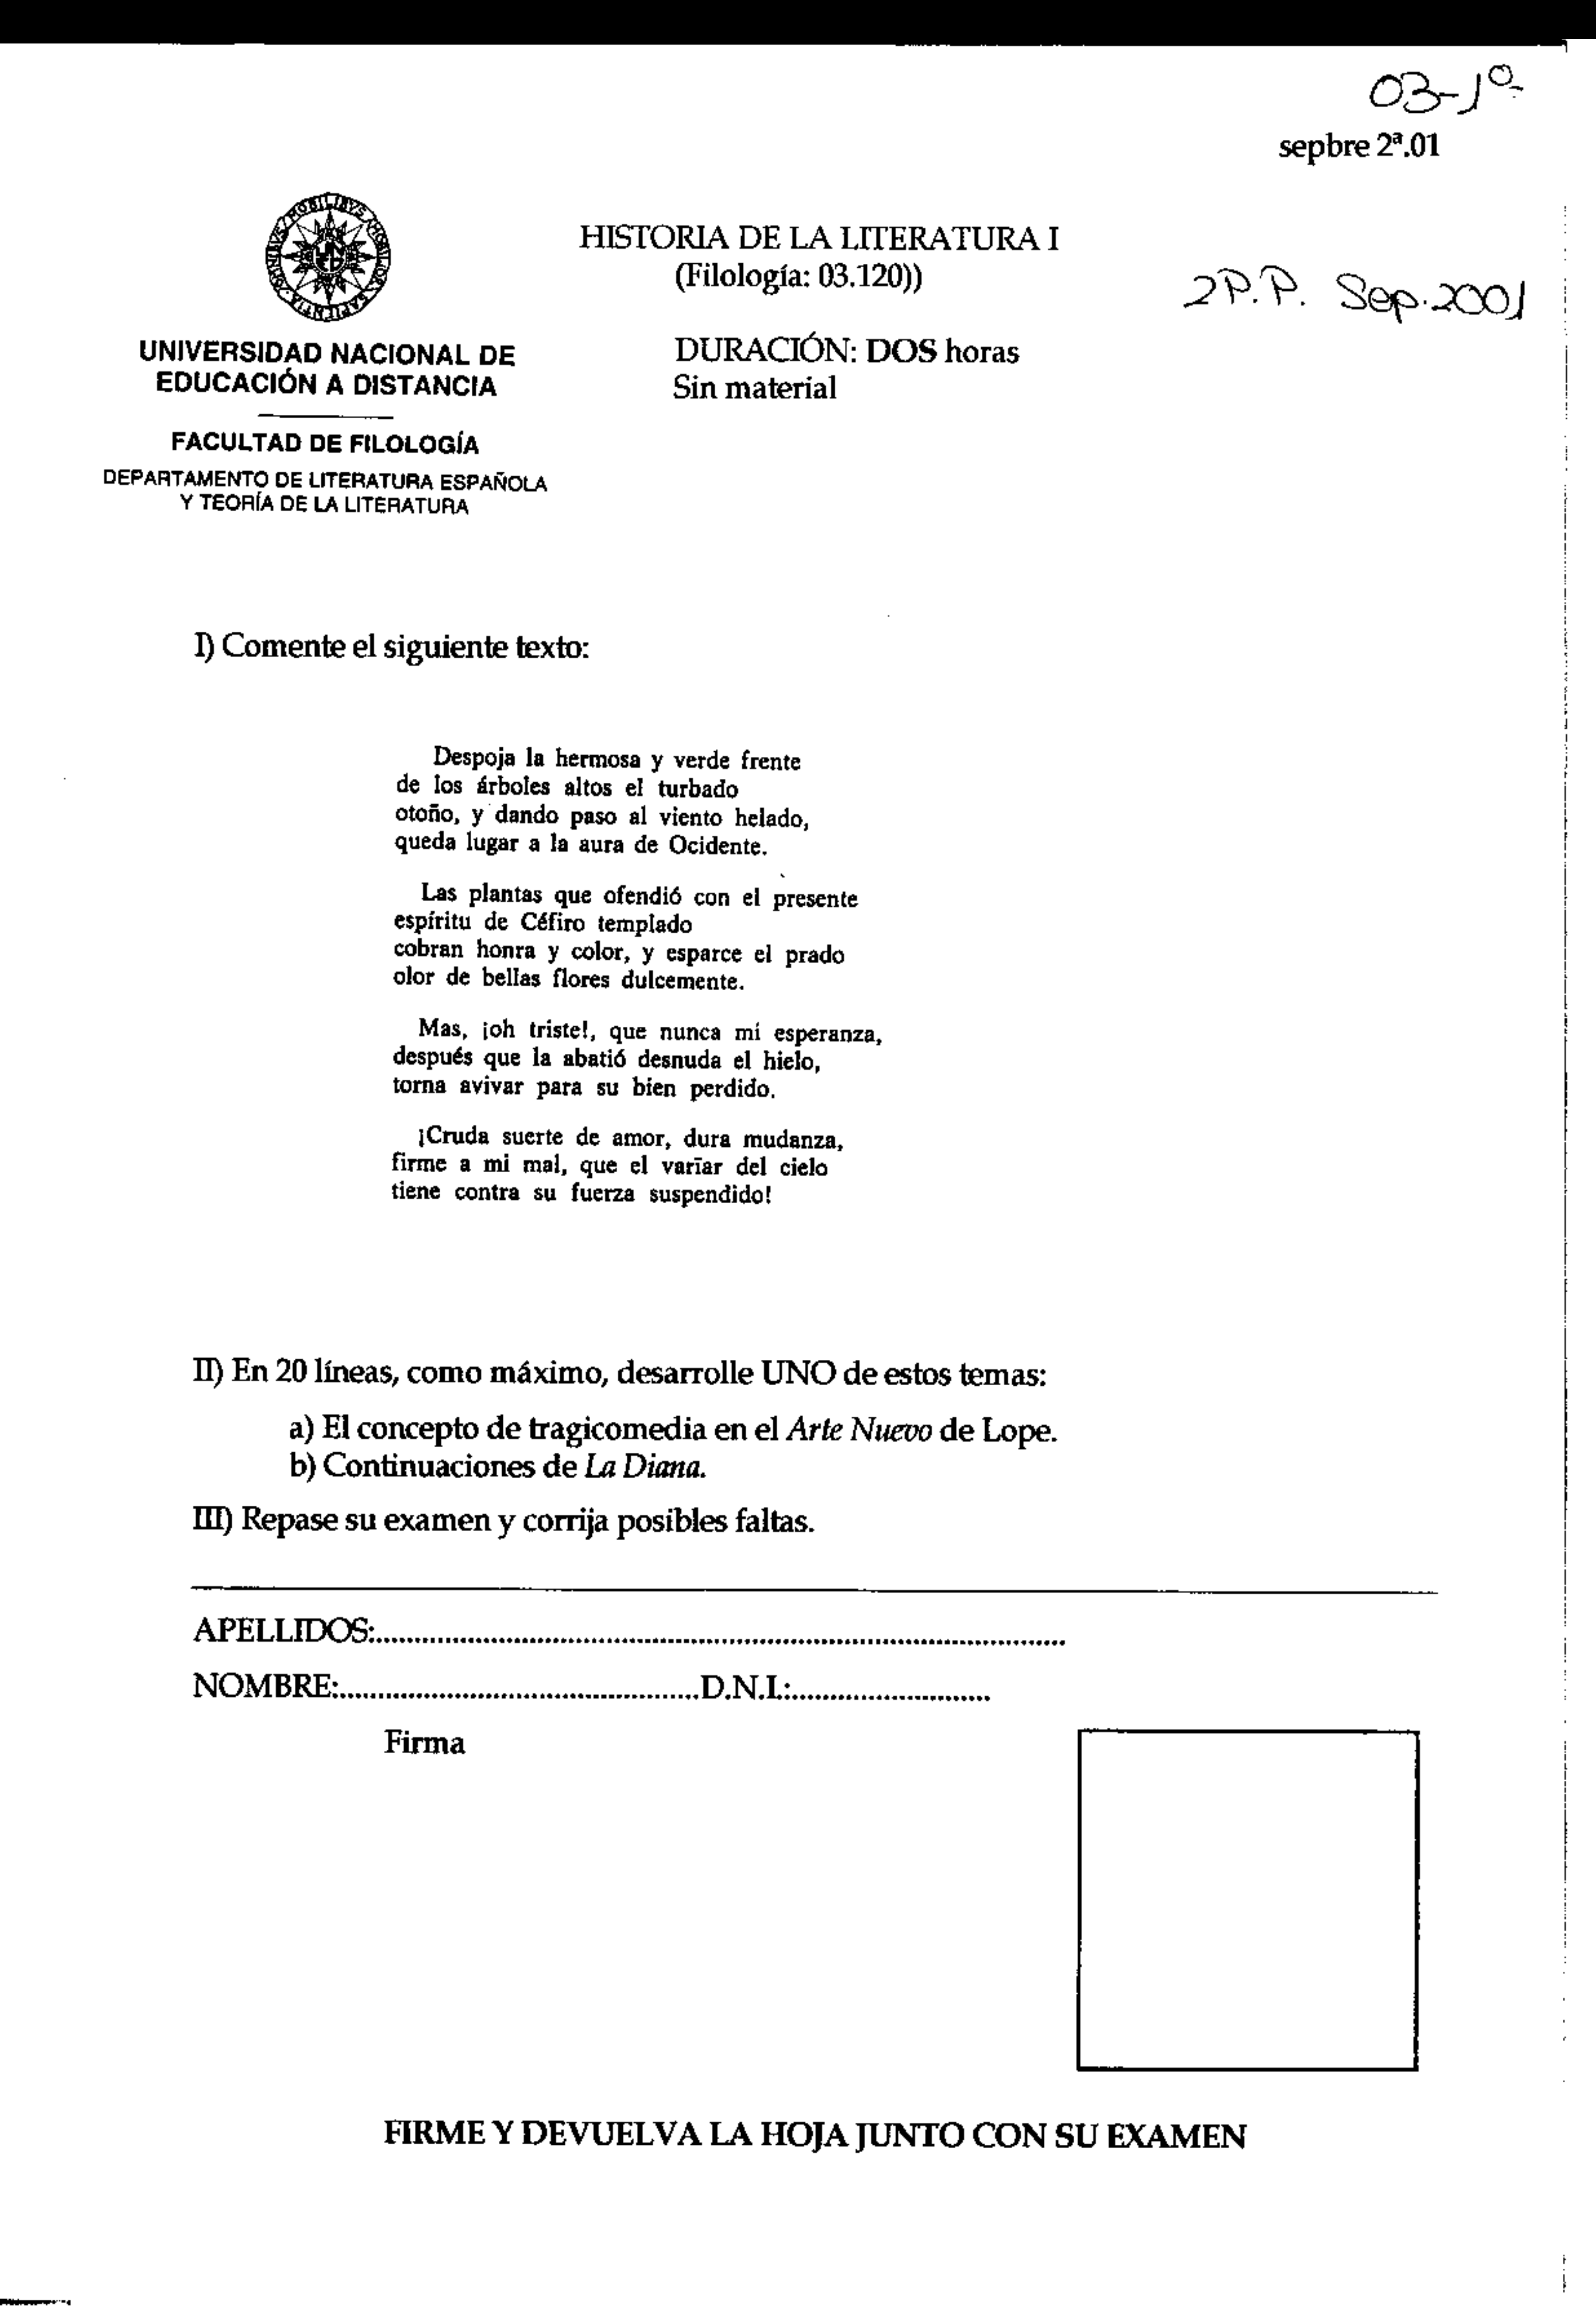 03-1º
sepbre 2ª.01
HISTORIA DE LA LITERATURA I
(Filología: 03.120))
2P.P. Sep.2001
UNIVERSIDAD NACIONAL DE
EDUCACIÓN A DISTANCIA
DURACIÓN: DOS horas
Sin material
FACULTAD DE FILOLOGÍA
DEPARTAMENTO DE LITERATURA ESPAÑOLA
Y TEORÍA DE LA LITERATURA
I) Comente el siguiente texto:
Despoja la hermosa y verde frente
de los árboles altos el turbado
otoño, y dando paso al viento helado,
queda lugar a la aura de Ocidente.
Las plantas que ofendió con el presente
espíritu de Céfiro templado
cobran honra y color, y esparce el prado
olor de bellas flores dulcemente.
Mas, ¡oh triste!, que nunca mi esperanza,
después que la abatió desnuda el hielo,
torna avivar para su bien perdido.
¡Cruda suerte de amor, dura mudanza,
firme a mi mal, que el varïar del cielo
tiene contra su fuerza suspendido!
II) En 20 líneas, como máximo, desarrolle UNO de estos temas:
a) El concepto de tragicomedia en el Arte Nuevo de Lope.
b) Continuaciones de La Diana.
III) Repase su examen y corrija posibles faltas.
APELLIDOS:..........................................................................................
NOMBRE:...............................................D.N.I.:..........................
Firma
FIRME Y DEVUELVA LA HOJA JUNTO CON SU EXAMEN